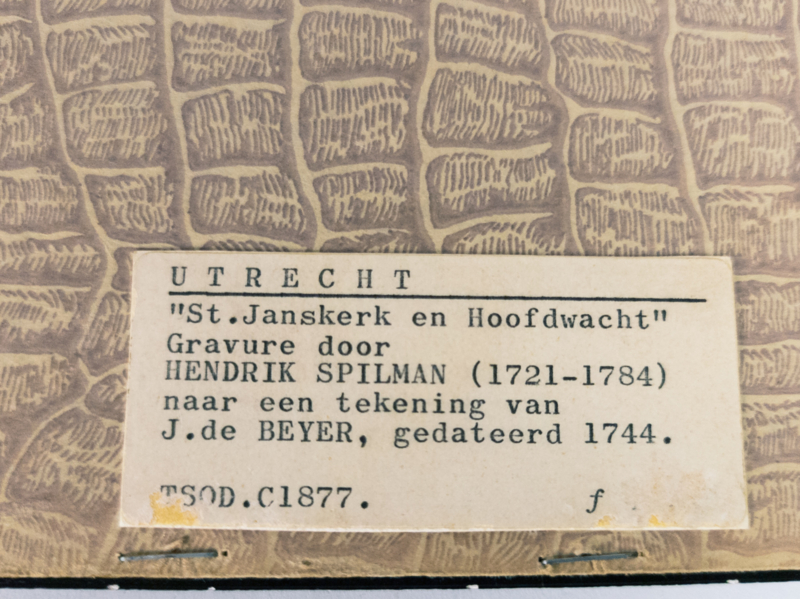 UTRECHT
"St.Janskerk en Hoofdwacht"
Gravure door
HENDRIK SPILMAN (1721-1784)
naar een tekening van
J.de BEYER, gedateerd 1744.
TSOD.C1877. f